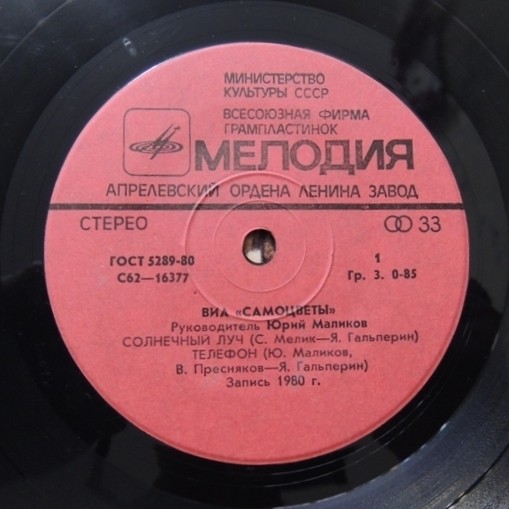 МИНИСТЕРСТВО
КУЛЬТУРЫ СССР
ВСЕСОЮЗНАЯ ФИРМА
ГРАМПЛАСТИНОК
МЕЛОДИЯ
АПРЕЛЕВСКИЙ ОРДЕНА ЛЕНИНА ЗАВОД
СТЕРЕО 33
ГОСТ 5289-80 1
С62—16377 Гр. 3. 0-85
ВИА «САМОЦВЕТЫ»
Руководитель Юрий Маликов
СОЛНЕЧНЫЙ ЛУЧ (С. Мелик—Я. Гальперин)
ТЕЛЕФОН (Ю. Маликов,
В. Пресняков—Я. Гальперин)
Запись 1980 г.